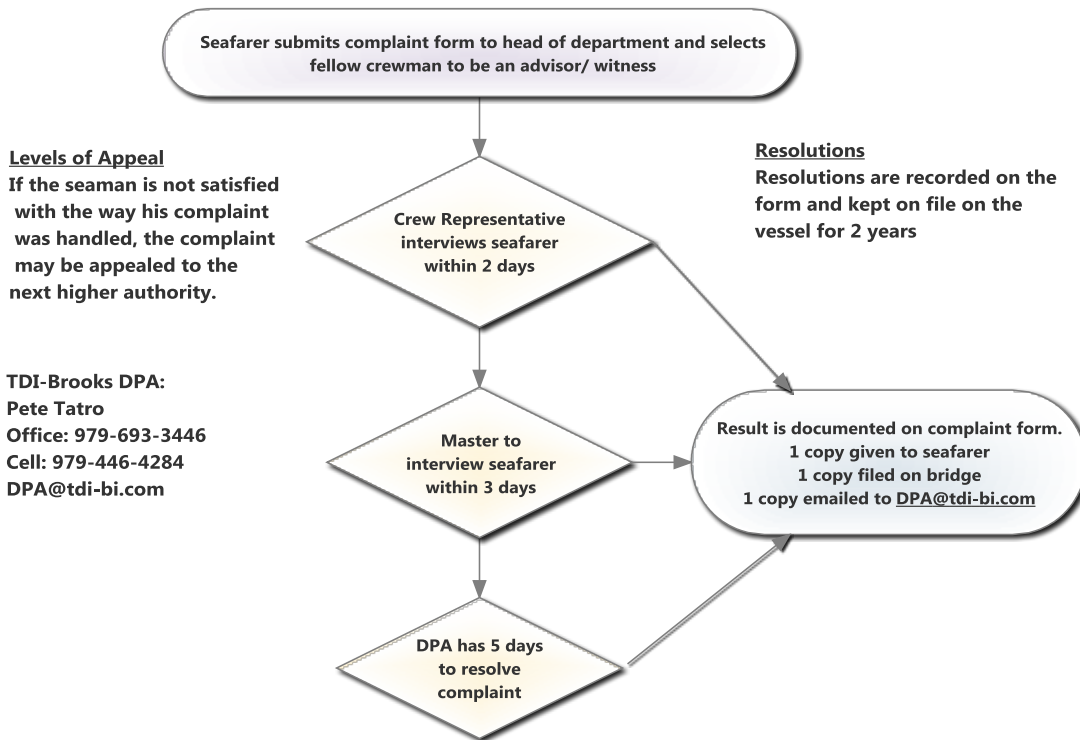 Seafarer submits complaint form to head of department and selects
fellow crewman to be an advisor/ witness
Levels of Appeal
If the seaman is not satisfied
with the way his complaint
was handled, the complaint
may be appealed to the
next higher authority.
Resolutions
Resolutions are recorded on the
form and kept on file on the
vessel for 2 years
Crew Representative
interviews seafarer
within 2 days
TDI-Brooks DPA:
Pete Tatro
Office: 979-693-3446
Cell: 979-446-4284
DPA@tdi-bi.com
Master to
interview seafarer
within 3 days
Result is documented on complaint form.
1 copy given to seafarer
1 copy filed on bridge
1 copy emailed to DPA@tdi-bi.com
DPA has 5 days
to resolve
complaint